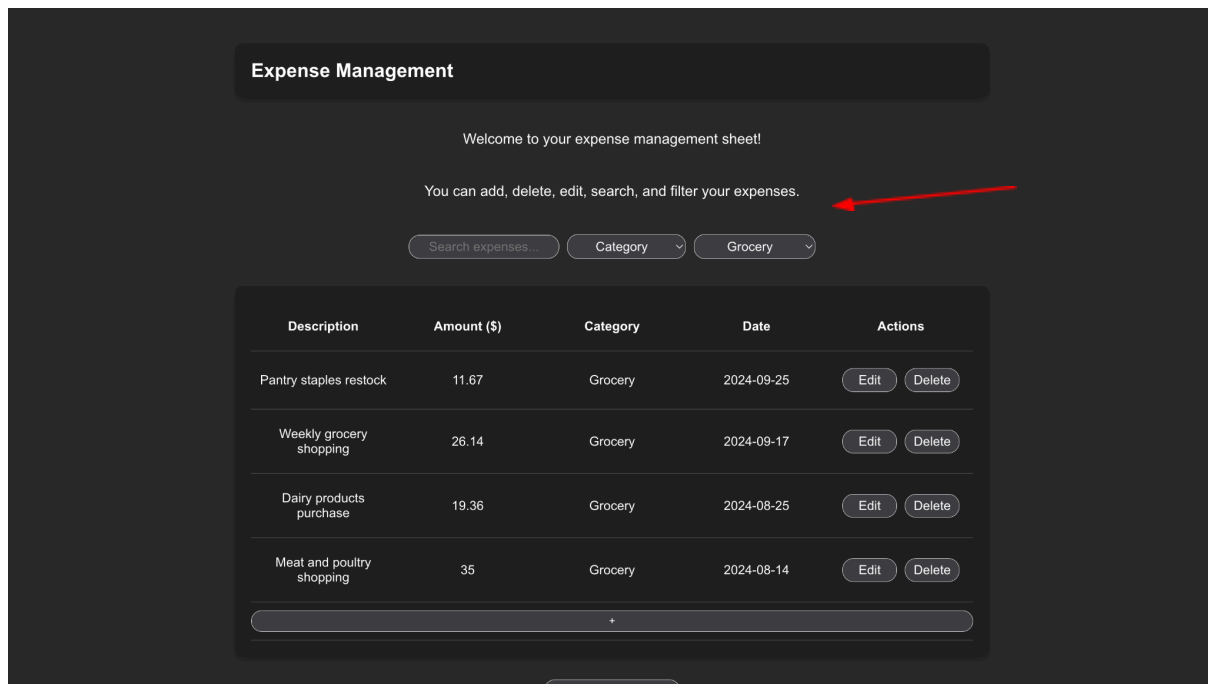 Expense Management
Welcome to your expense management sheet!
You can add, delete, edit, search, and filter your expenses.
Search expenses... Category Grocery
Description Amount ($) Category Date Actions
Pantry staples restock 11.67 Grocery 2024-09-25 Edit Delete
Weekly grocery
shopping 26.14 Grocery 2024-09-17 Edit Delete
Dairy products
purchase 19.36 Grocery 2024-08-25 Edit Delete
Meat and poultry
shopping 35 Grocery 2024-08-14 Edit Delete
+